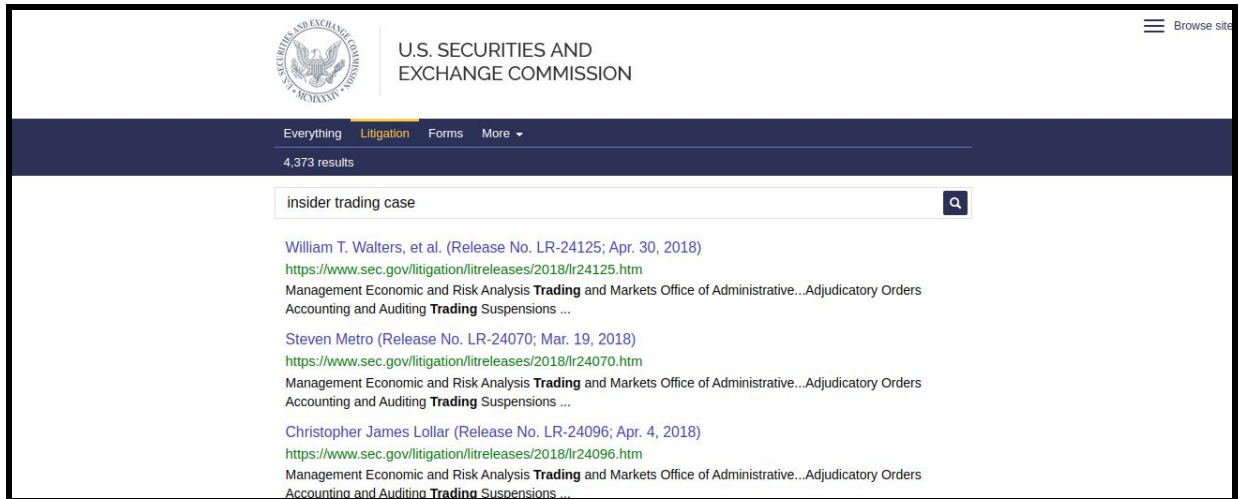 U.S. SECURITIES AND EXCHANGE COMMISSION
MCMXXXIV
U.S. SECURITIES AND
EXCHANGE COMMISSION
Browse site
Everything Litigation Forms More
4,373 results
insider trading case
William T. Walters, et al. (Release No. LR-24125; Apr. 30, 2018)
https://www.sec.gov/litigation/litreleases/2018/lr24125.htm
Management Economic and Risk Analysis Trading and Markets Office of Administrative...Adjudicatory Orders
Accounting and Auditing Trading Suspensions ...
Steven Metro (Release No. LR-24070; Mar. 19, 2018)
https://www.sec.gov/litigation/litreleases/2018/lr24070.htm
Management Economic and Risk Analysis Trading and Markets Office of Administrative...Adjudicatory Orders
Accounting and Auditing Trading Suspensions ...
Christopher James Lollar (Release No. LR-24096; Apr. 4, 2018)
https://www.sec.gov/litigation/litreleases/2018/lr24096.htm
Management Economic and Risk Analysis Trading and Markets Office of Administrative...Adjudicatory Orders
Accounting and Auditing Trading Suspensions ...